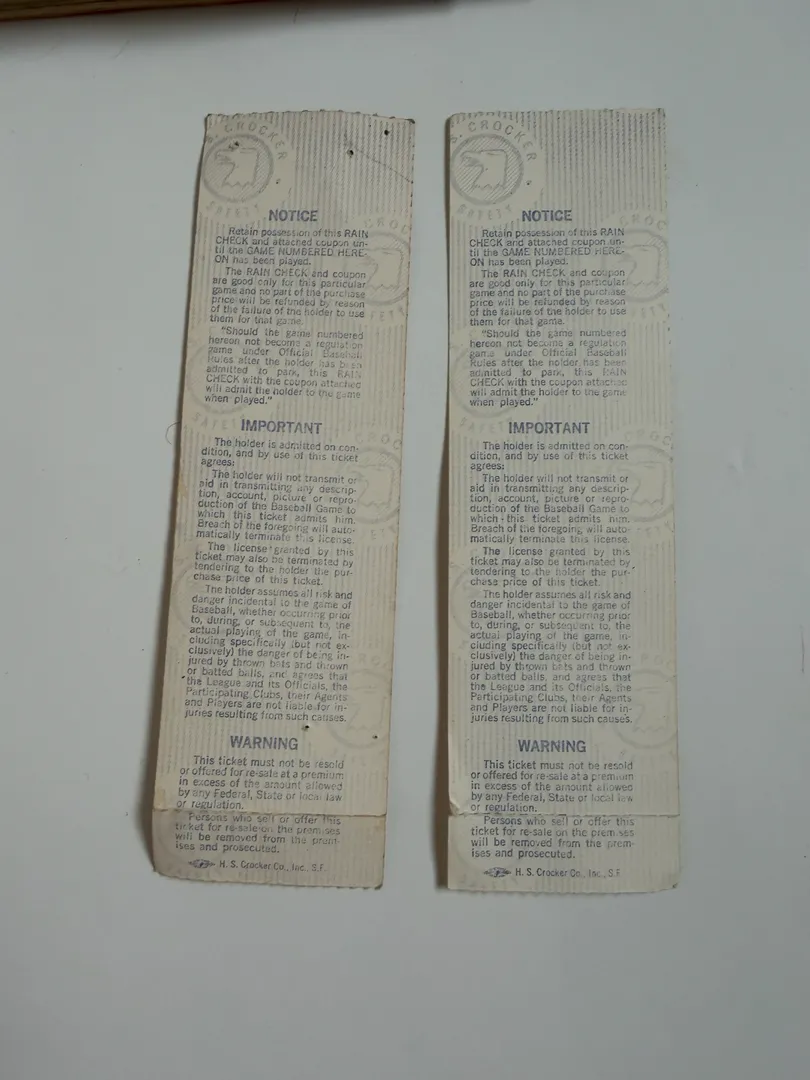 S. CROCKER
SAFETY
CROC
NOTICE
Retain possession of this RAIN
CHECK and attached coupon un-
til the GAME NUMBERED HERE-
ON has been played.
The RAIN CHECK and coupon
are good only for this particular
game and no part of the purchase
price will be refunded by reason
of the failure of the holder to use
them for that game.
"Should the game numbered
hereon not become a regulation
game under Official Baseball
Rules after the holder has been
admitted to park, this RAIN
CHECK with the coupon attached
will admit the holder to the game
when played."
IMPORTANT
The holder is admitted on con-
dition, and by use of this ticket
agrees:
The holder will not transmit or
aid in transmitting any descrip-
tion, account, picture or repro-
duction of the Baseball Game to
which this ticket admits him.
Breach of the foregoing will auto-
matically terminate this license.
The license granted by this
ticket may also be terminated by
tendering to the holder the pur-
chase price of this ticket.
The holder assumes all risk and
danger incidental to the game of
Baseball, whether occurring prior
to, during, or subsequent to, the
actual playing of the game, in-
cluding specifically (but not ex-
clusively) the danger of being in-
jured by thrown bats and thrown
or batted balls, and agrees that
the League and its Officials, the
Participating Clubs, their Agents
and Players are not liable for in-
juries resulting from such causes.
WARNING
This ticket must not be resold
or offered for re-sale at a premium
in excess of the amount allowed
by any Federal, State or local law
or regulation.
Persons who sell or offer this
ticket for re-sale on the premises
will be removed from the prem-
ises and prosecuted.
H. S. Crocker Co., Inc., S.F.
S. CROCKER
SAFETY
CROC
NOTICE
Retain possession of this RAIN
CHECK and attached coupon un-
til the GAME NUMBERED HERE-
ON has been played.
The RAIN CHECK and coupon
are good only for this particular
game and no part of the purchase
price will be refunded by reason
of the failure of the holder to use
them for that game.
"Should the game numbered
hereon not become a regulation
game under Official Baseball
Rules after the holder has been
admitted to park, this RAIN
CHECK with the coupon attached
will admit the holder to the game
when played."
IMPORTANT
The holder is admitted on con-
dition, and by use of this ticket
agrees:
The holder will not transmit or
aid in transmitting any descrip-
tion, account, picture or repro-
duction of the Baseball Game to
which this ticket admits him.
Breach of the foregoing will auto-
matically terminate this license.
The license granted by this
ticket may also be terminated by
tendering to the holder the pur-
chase price of this ticket.
The holder assumes all risk and
danger incidental to the game of
Baseball, whether occurring prior
to, during, or subsequent to, the
actual playing of the game, in-
cluding specifically (but not ex-
clusively) the danger of being in-
jured by thrown bats and thrown
or batted balls, and agrees that
the League and its Officials, the
Participating Clubs, their Agents
and Players are not liable for in-
juries resulting from such causes.
WARNING
This ticket must not be resold
or offered for re-sale at a premium
in excess of the amount allowed
by any Federal, State or local law
or regulation.
Persons who sell or offer this
ticket for re-sale on the premises
will be removed from the prem-
ises and prosecuted.
H. S. Crocker Co., Inc., S.F.